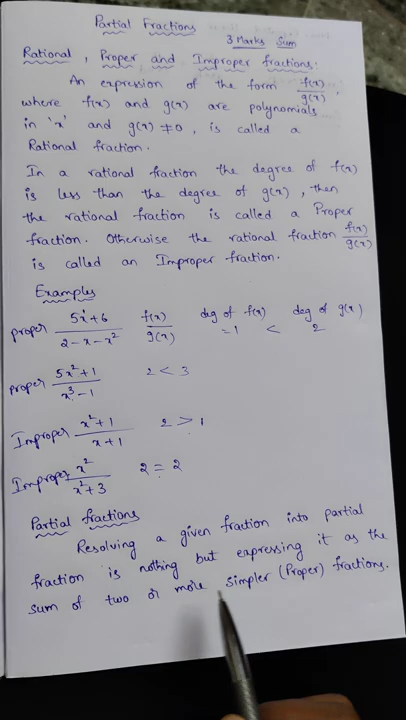 Partial Fractions
3 Marks Sum
Rational, Proper and Improper fractions:
An expression of the form f(x)/g(x),
where f(x) and g(x) are polynomials
in 'x' and g(x) ≠ 0, is called a
Rational fraction.
In a rational fraction the degree of f(x)
is less than the degree of g(x), then
the rational fraction is called a Proper
fraction. Otherwise the rational fraction f(x)/g(x)
is called an Improper fraction.
Examples
proper 5i+6/2-x-x² f(x)/g(x) deg of f(x) =1 < deg of g(x) 2
proper 5x²+1/x³-1 2 < 3
Improper x²+1/x+1 2 > 1
Improper x²/x²+3 2 = 2
Partial fractions
Resolving a given fraction into partial
fraction is nothing but expressing it as the
sum of two or more simpler (Proper) fractions.